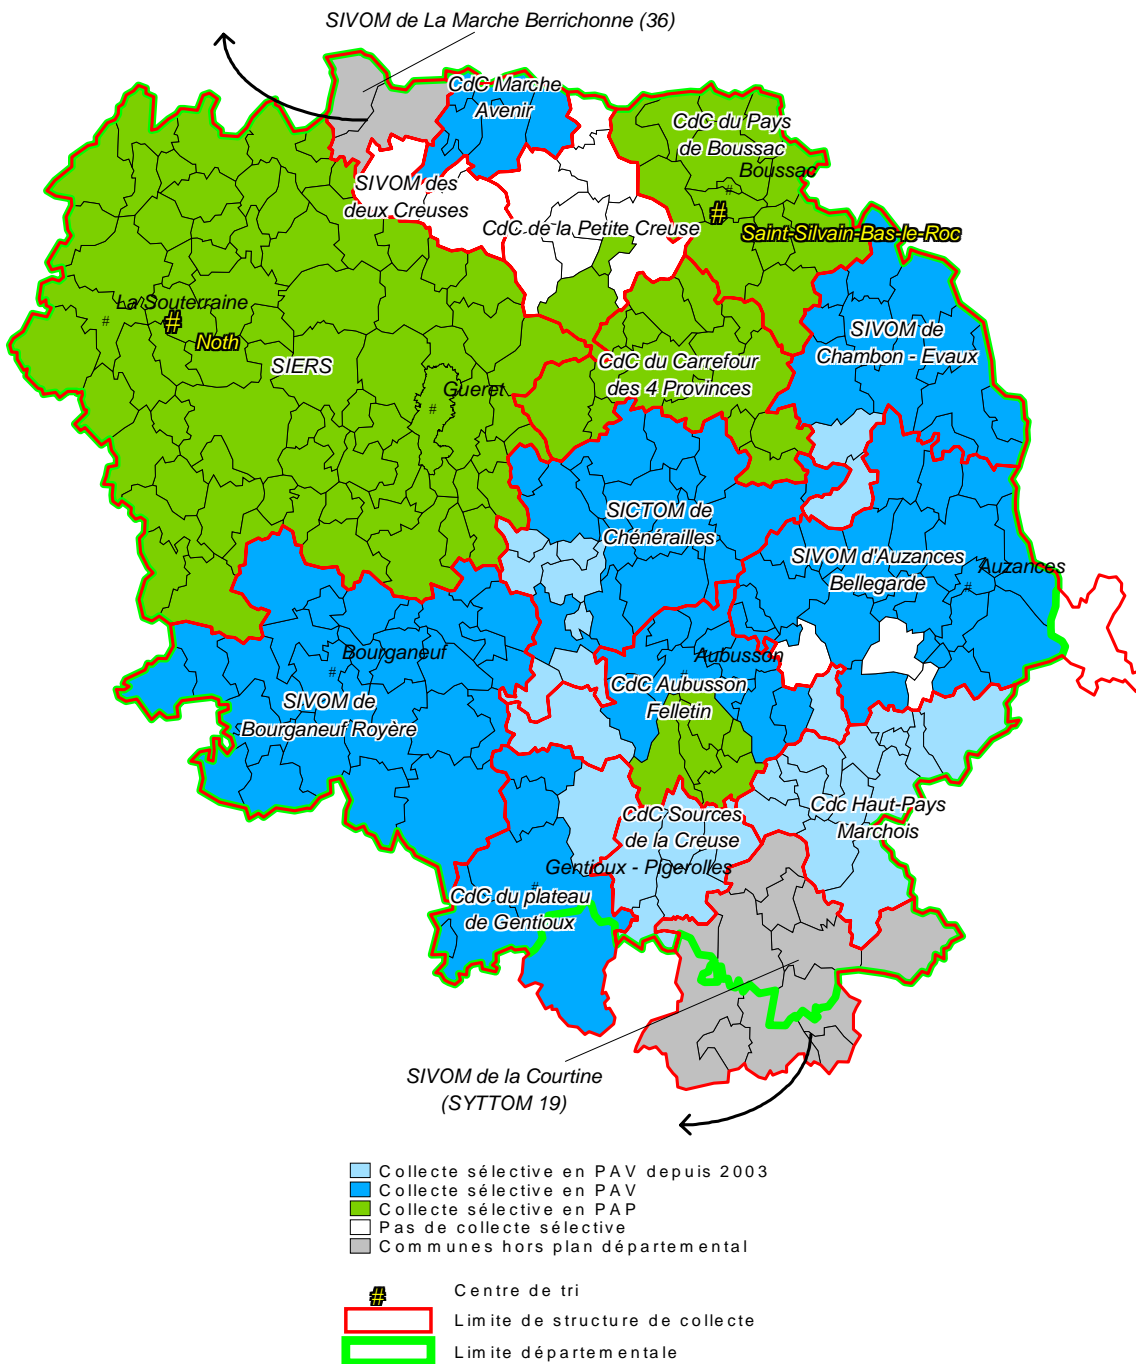 SIVOM de La Marche Berrichonne (36)
CdC Marche
Avenir
CdC du Pays
de Boussac
Boussac
SIVOM des
deux Creuses
CdC de la Petite Creuse
Saint-Silvain-Bas-le-Roc
La Souterraine
Noth
SIERS
Gueret
CdC du Carrefour
des 4 Provinces
SIVOM de
Chambon - Evaux
SICTOM de
Chénérailles
SIVOM d'Auzances
Bellegarde
Auzances
Bourganeuf
SIVOM de
Bourganeuf Royère
Aubusson
CdC Aubusson
Felletin
CdC Sources
de la Creuse
Cdc Haut-Pays
Marchois
Gentioux - Pigerolles
CdC du plateau
de Gentioux
SIVOM de la Courtine
(SYTTOM 19)
Collecte sélective en PAV depuis 2003
Collecte sélective en PAV
Collecte sélective en PAP
Pas de collecte sélective
Communes hors plan départemental
# Centre de tri
Limite de structure de collecte
Limite départementale